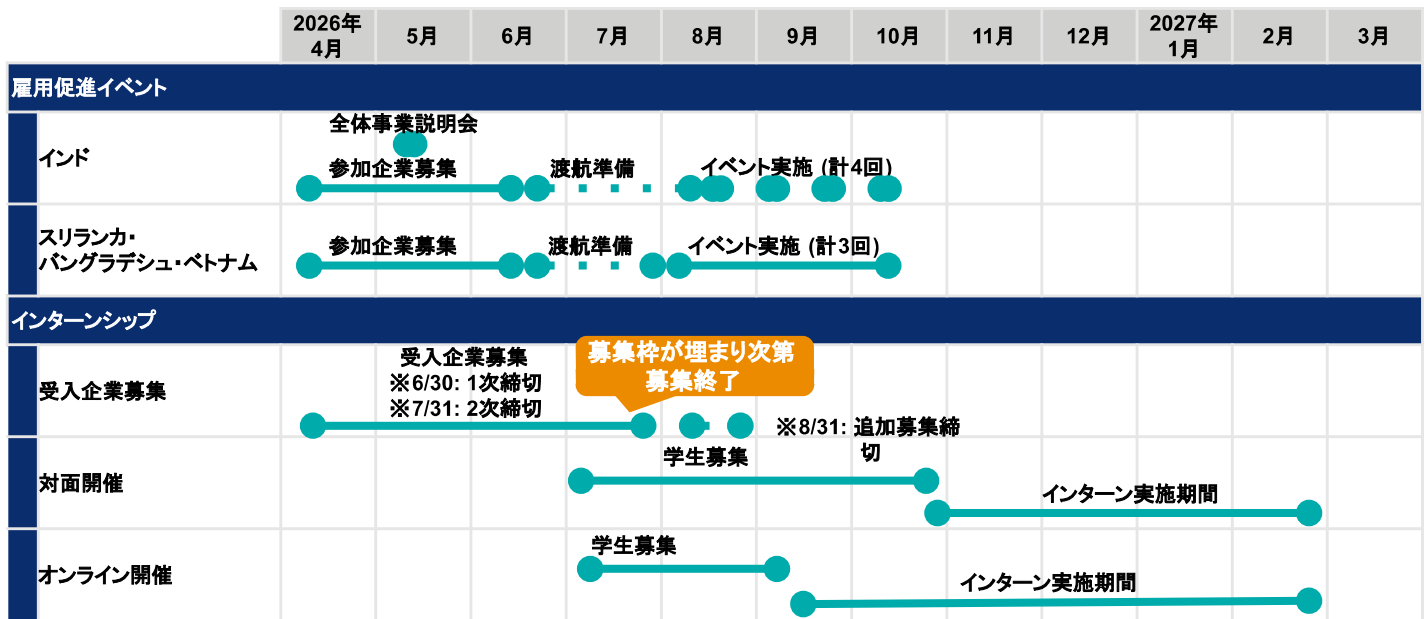 2026年
4月
5月
6月
7月
8月
9月
10月
11月
12月
2027年
1月
2月
3月
雇用促進イベント
インド
全体事業説明会
参加企業募集
渡航準備
イベント実施 (計4回)
スリランカ・
バングラデシュ・ベトナム
参加企業募集
渡航準備
イベント実施 (計3回)
インターンシップ
受入企業募集
受入企業募集
※6/30: 1次締切
※7/31: 2次締切
募集枠が埋まり次第
募集終了
※8/31: 追加募集締
切
対面開催
学生募集
インターン実施期間
オンライン開催
学生募集
インターン実施期間